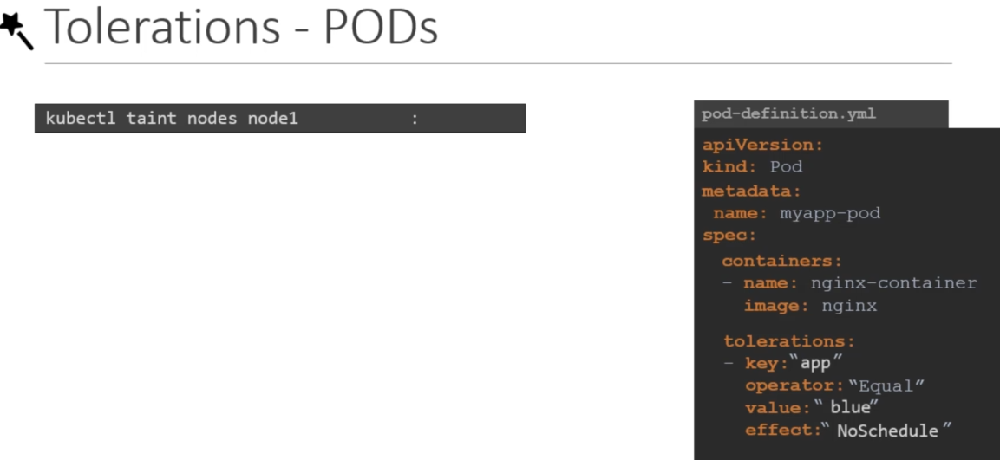 Tolerations - PODs
kubectl taint nodes node1 :
pod-definition.yml
apiVersion:
kind: Pod
metadata:
name: myapp-pod
spec:
containers:
- name: nginx-container
image: nginx
tolerations:
- key:“app”
operator:“Equal”
value:“ blue”
effect:“ NoSchedule ”